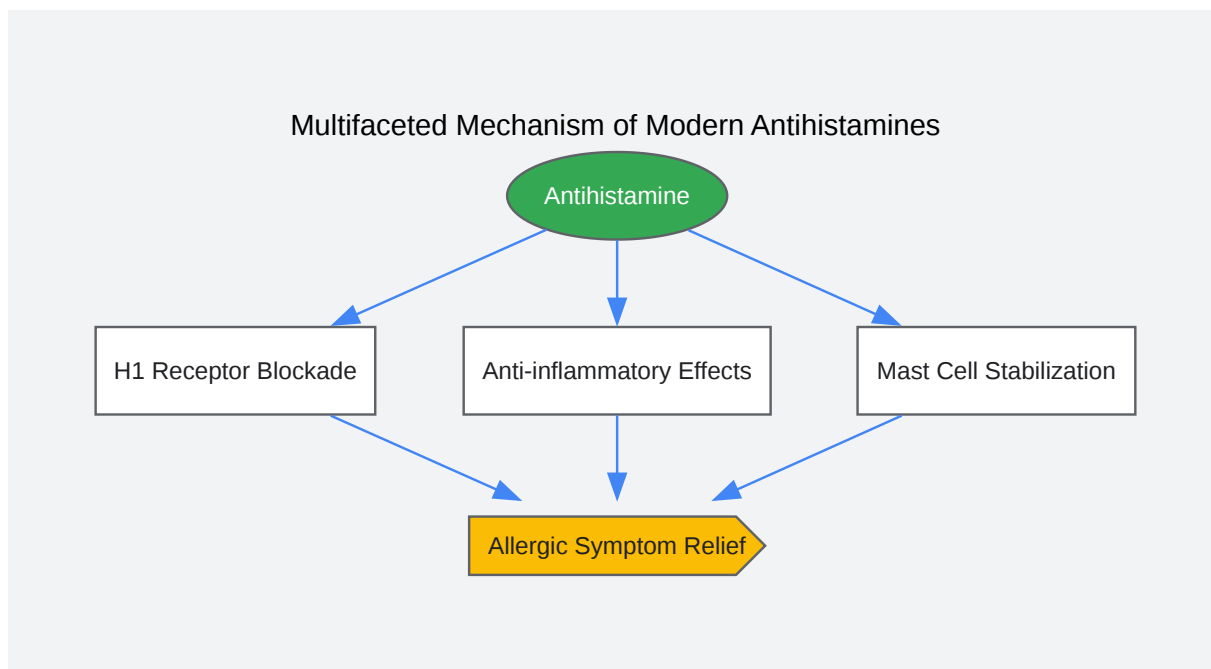 Multifaceted Mechanism of Modern Antihistamines
Antihistamine
H1 Receptor Blockade
Anti-inflammatory Effects
Mast Cell Stabilization
Allergic Symptom Relief